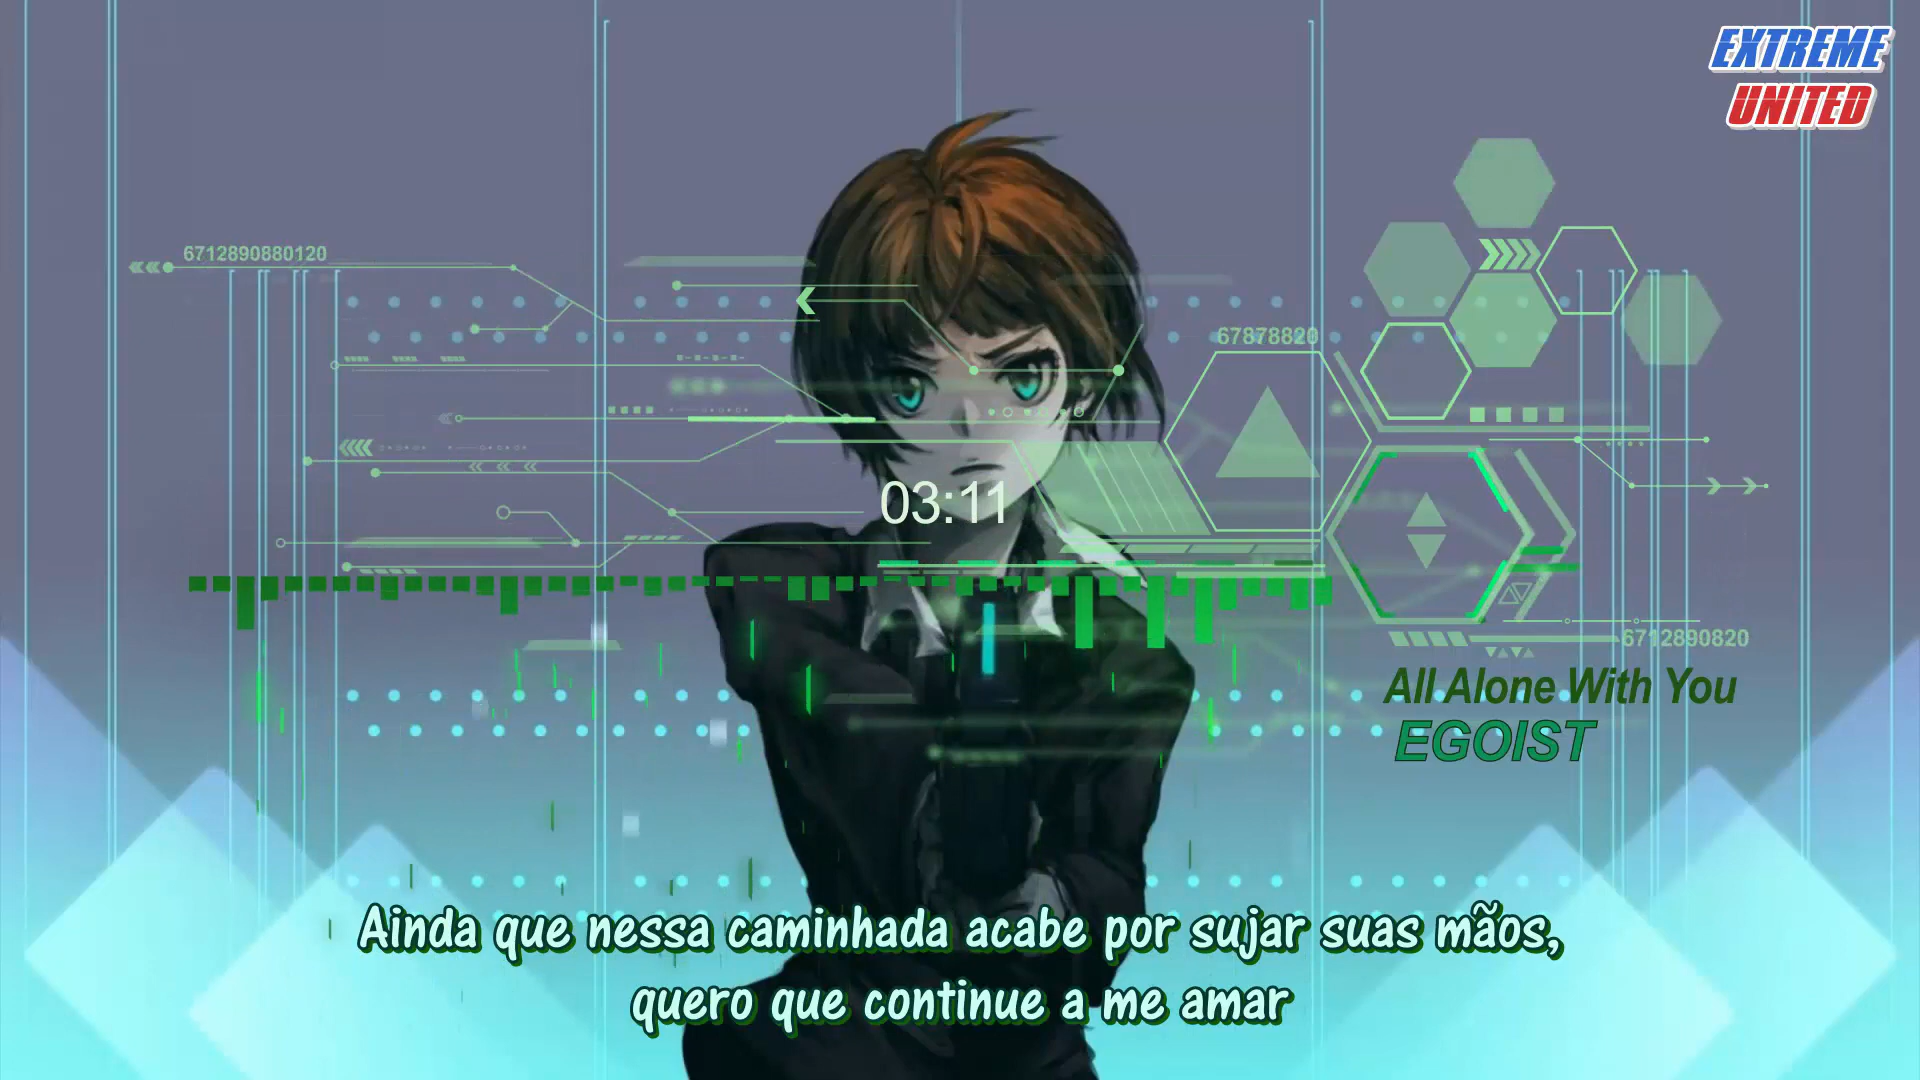 EXTREME
UNITED
6712890880120
67878820
03:11
6712890820
All Alone With You
EGOIST
Ainda que nessa caminhada acabe por sujar suas mãos,
quero que continue a me amar